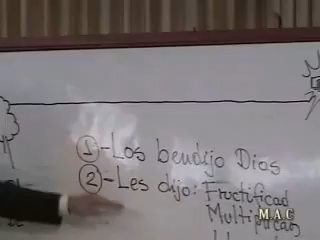 ①-Los bendijo Dios
②-Les dijo: Fructificad
Multiplicaos
M.A.C